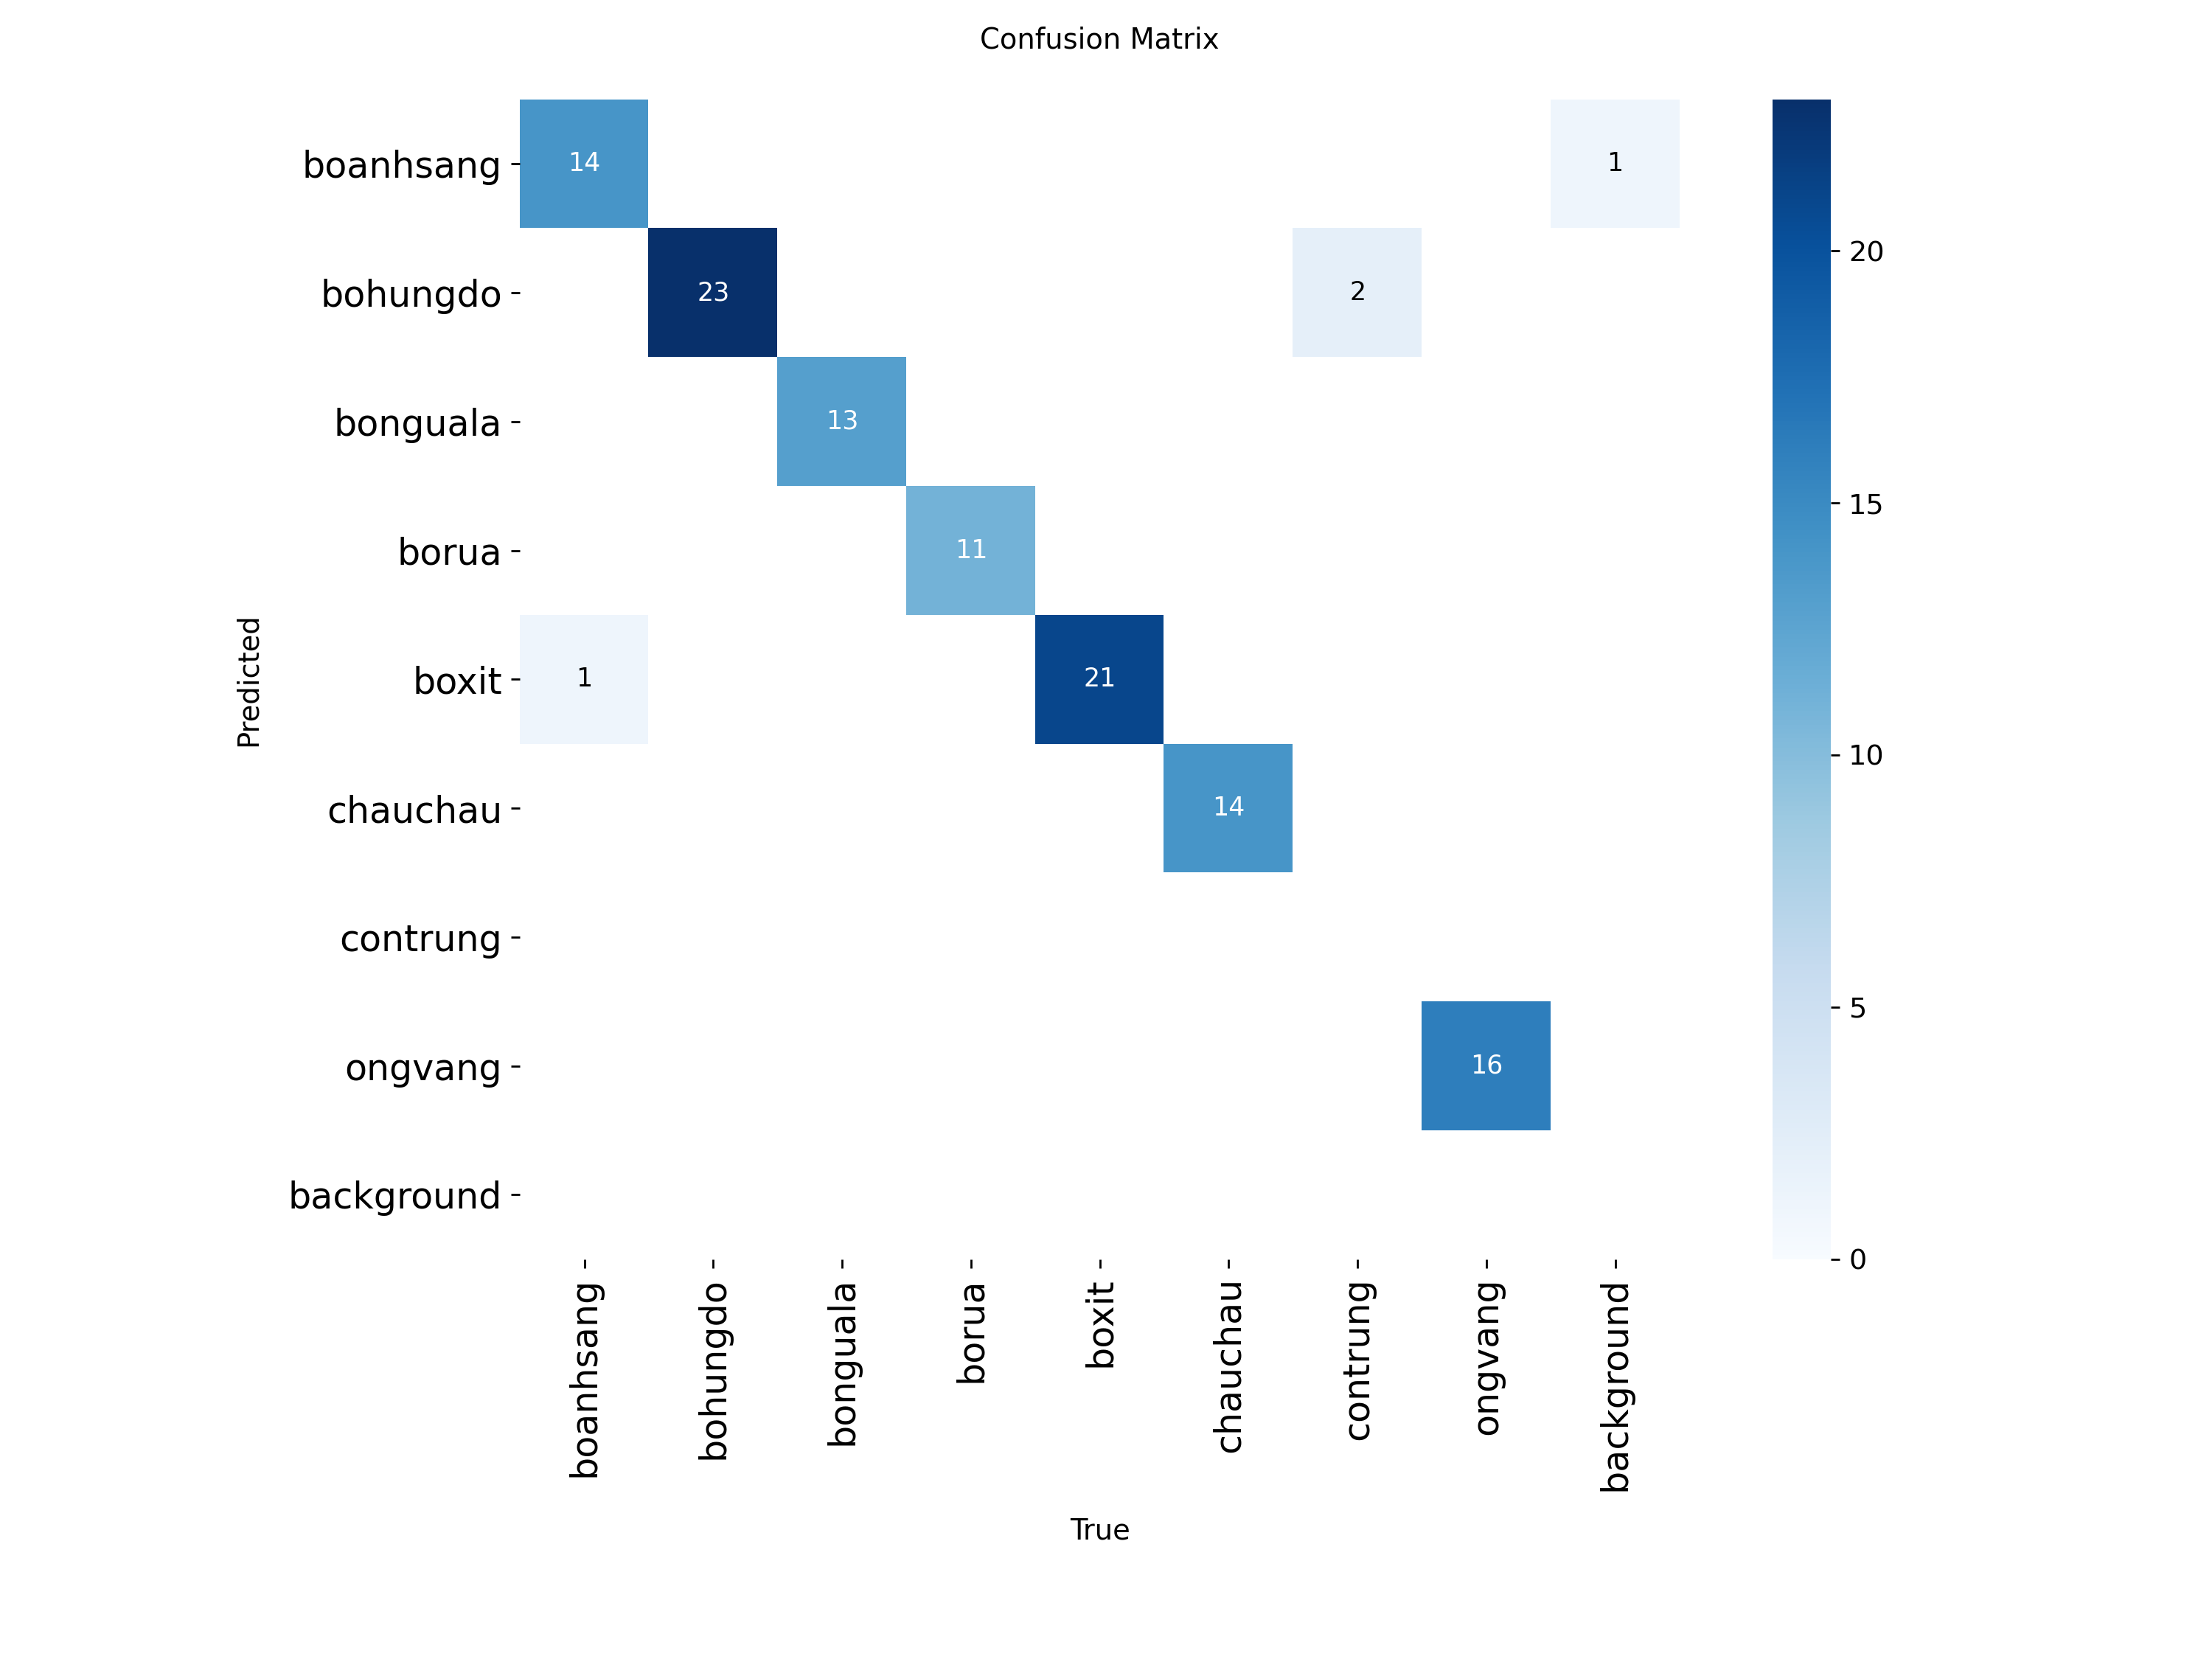 Confusion Matrix
boanhsang 14 1
bohungdo 23 2
bonguala 13
borua 11
boxit 1 21
chauchau 14
contrung
ongvang 16
background
Predicted
boanhsang bohungdo bonguala borua boxit chauchau contrung ongvang background
True
20
15
10
5
0